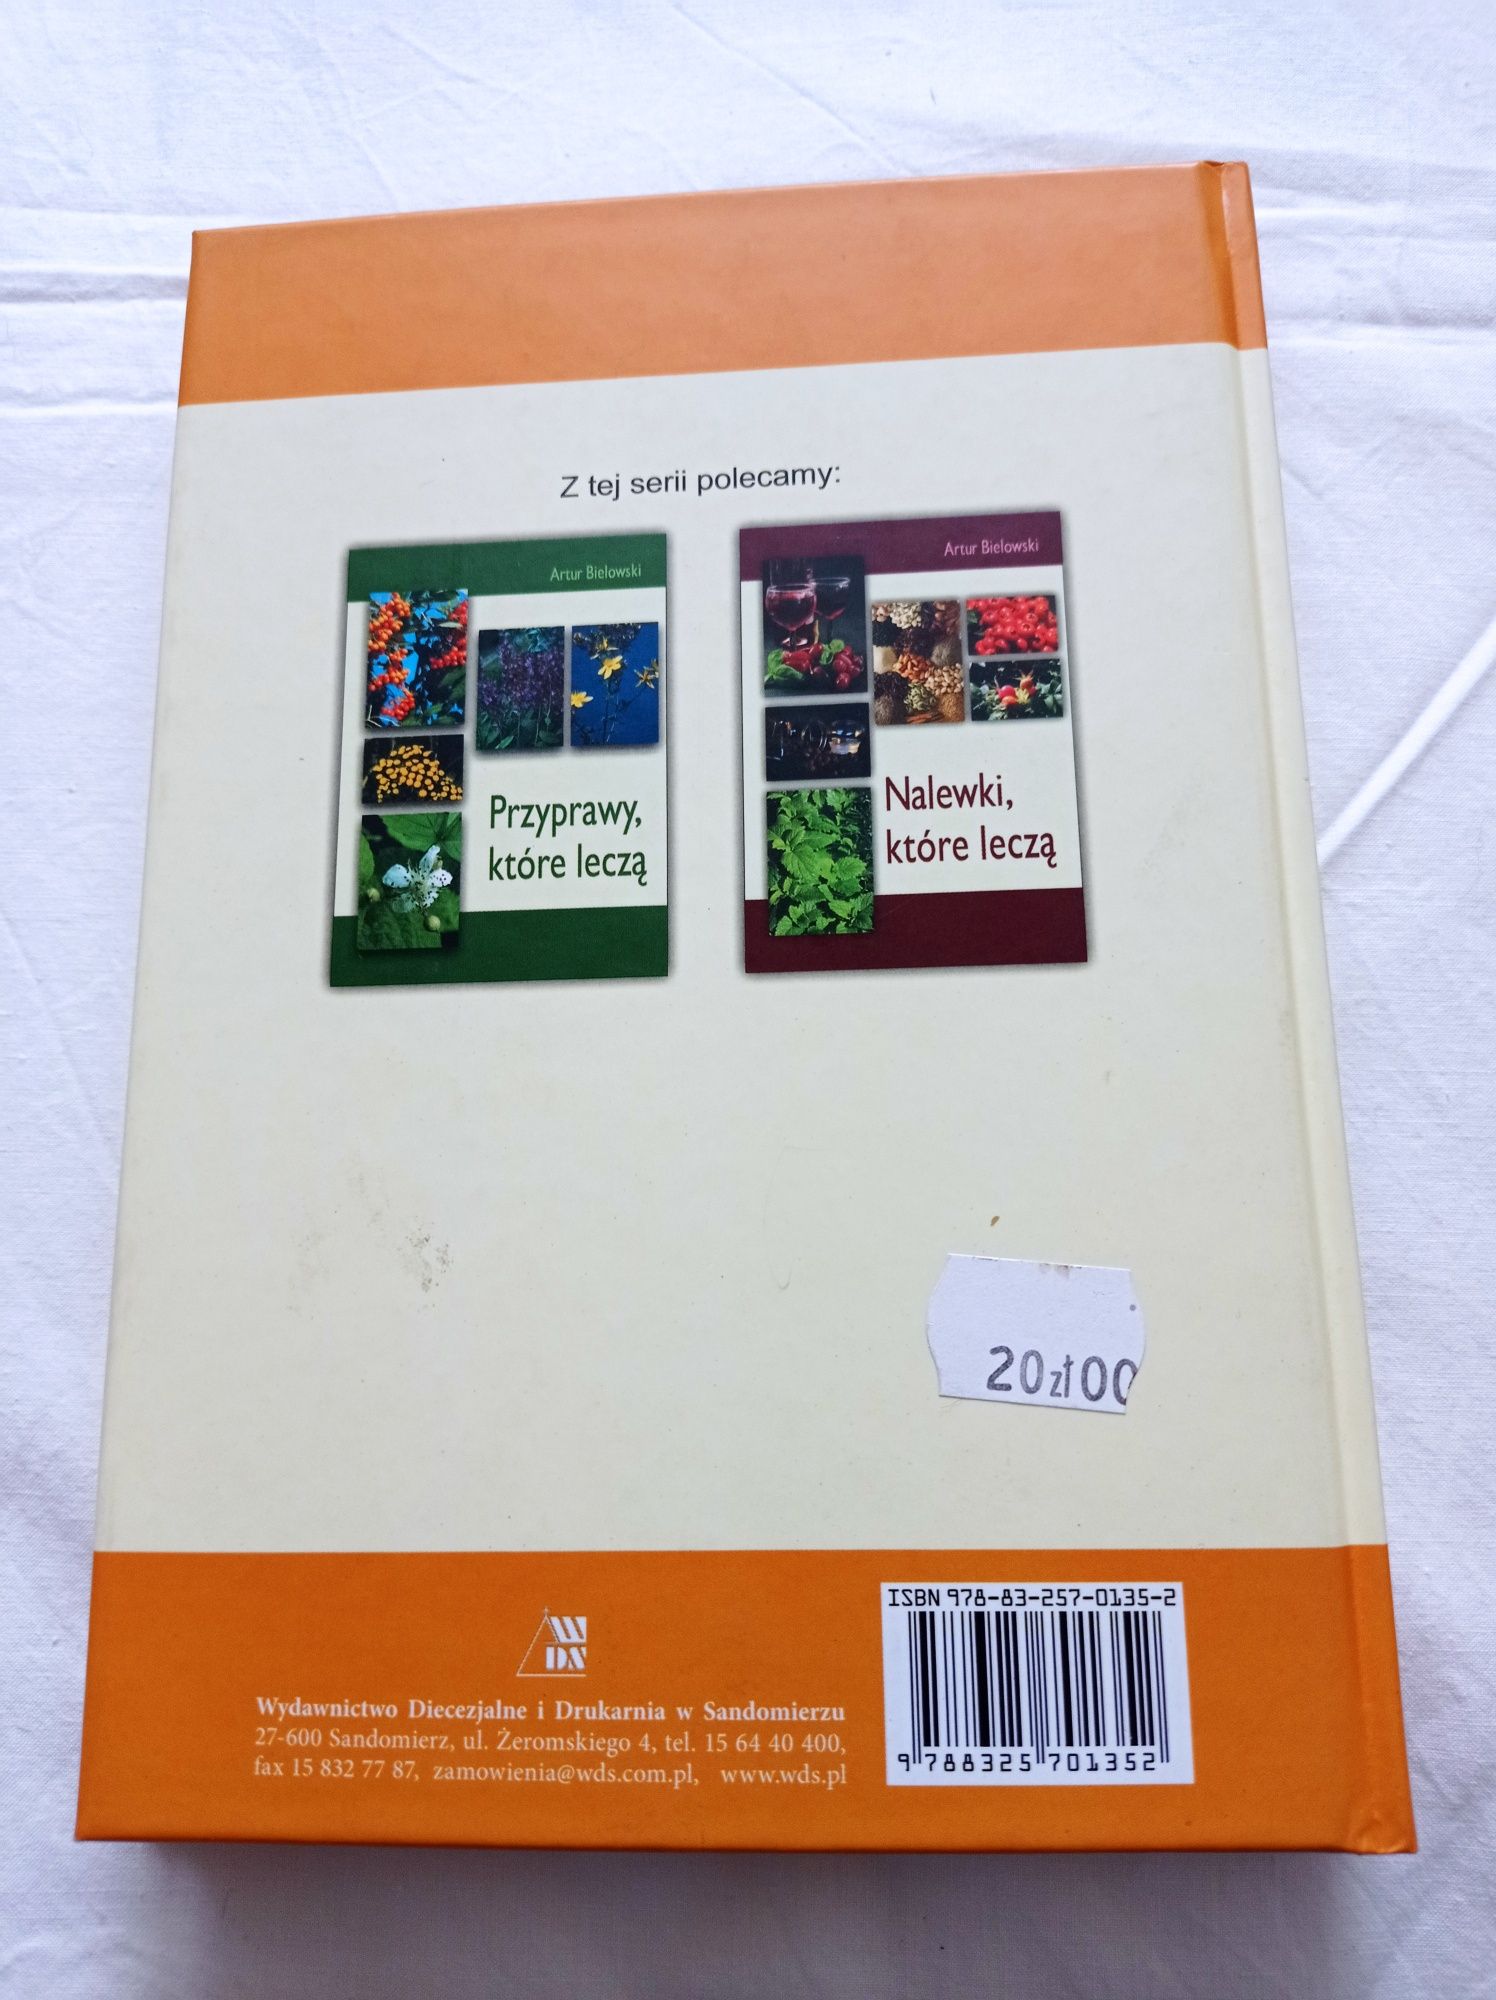 Z tej serii polecamy:
Artur Bielowski
Przyprawy,
które leczą
Artur Bielowski
Nalewki,
które leczą
20zł00
WDS
Wydawnictwo Diecezjalne i Drukarnia w Sandomierzu
27-600 Sandomierz, ul. Żeromskiego 4, tel. 15 64 40 400,
fax 15 832 77 87, zamowienia@wds.com.pl, www.wds.pl
ISBN 978-83-257-0135-2
9 788325 701352